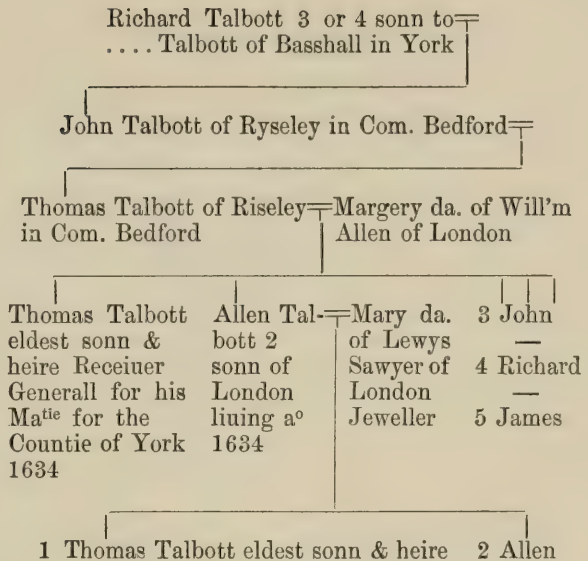 Richard Talbott 3 or 4 sonn to
.... Talbott of Basshall in York
John Talbott of Ryseley in Com. Bedford
Thomas Talbott of Riseley
in Com. Bedford
Margery da. of Will'm
Allen of London
Thomas Talbott
eldest sonn &
heire Receiuer
Generall for his
Maᵗⁱᵉ for the
Countie of York
1634
Allen Tal-
bott 2
sonn of
London
liuing aº
1634
Mary da.
of Lewys
Sawyer of
London
Jeweller
3 John
—
4 Richard
—
5 James
1 Thomas Talbott eldest sonn & heire
2 Allen